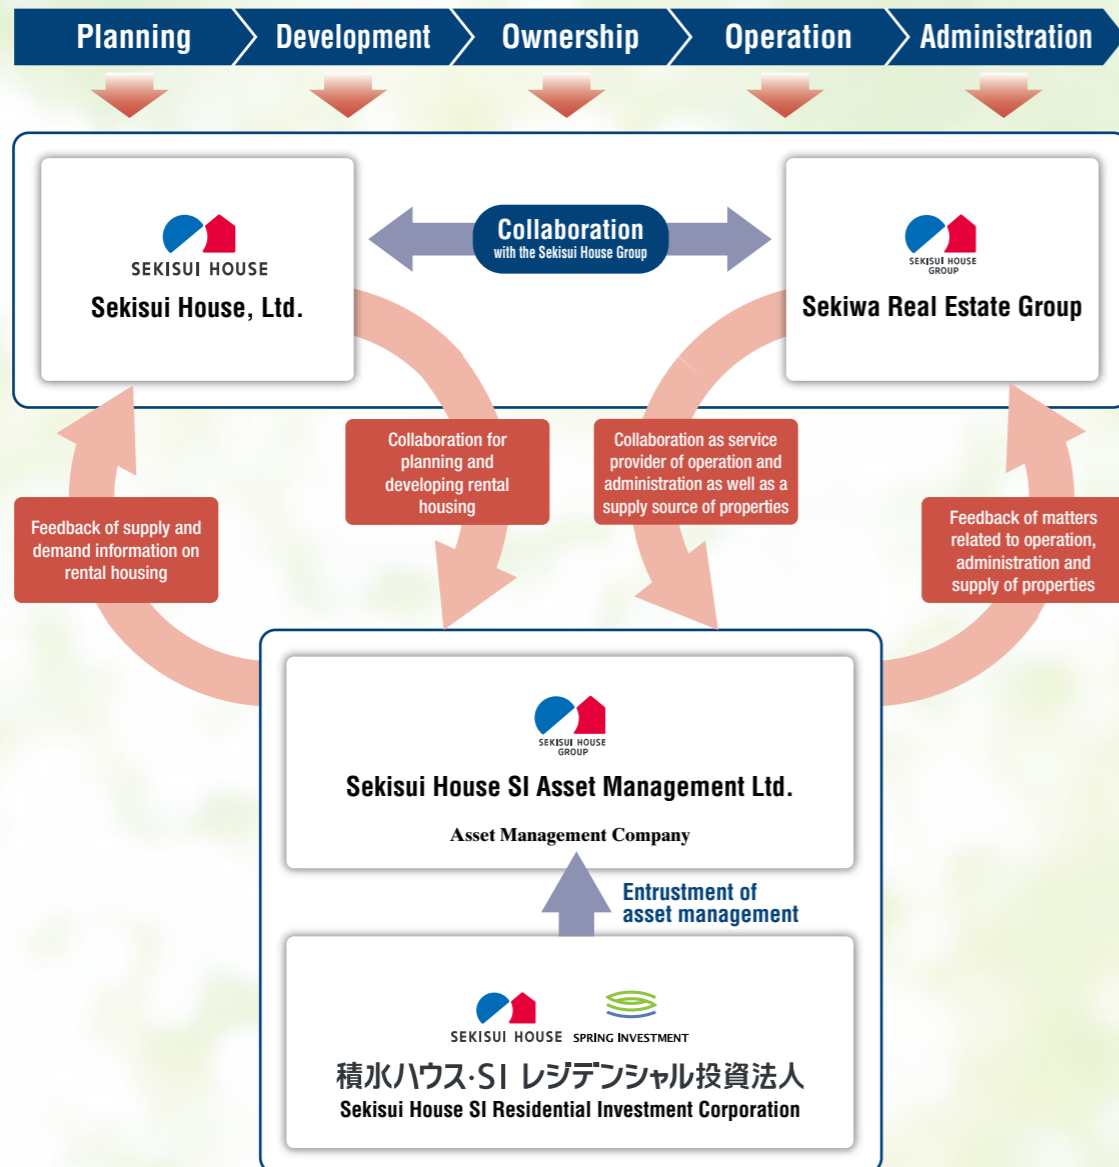 Planning
Development
Ownership
Operation
Administration
SEKISUI HOUSE
Sekisui House, Ltd.
Collaboration
with the Sekisui House Group
SEKISUI HOUSE
GROUP
Sekiwa Real Estate Group
Collaboration for
planning and
developing rental
housing
Collaboration as service
provider of operation and
administration as well as a
supply source of properties
Feedback of supply and
demand information on
rental housing
Feedback of matters
related to operation,
administration and
supply of properties
SEKISUI HOUSE
GROUP
Sekisui House SI Asset Management Ltd.
Asset Management Company
Entrustment of
asset management
SEKISUI HOUSE
SPRING INVESTMENT
積水ハウス·SI レジデンシャル投資法人
Sekisui House SI Residential Investment Corporation